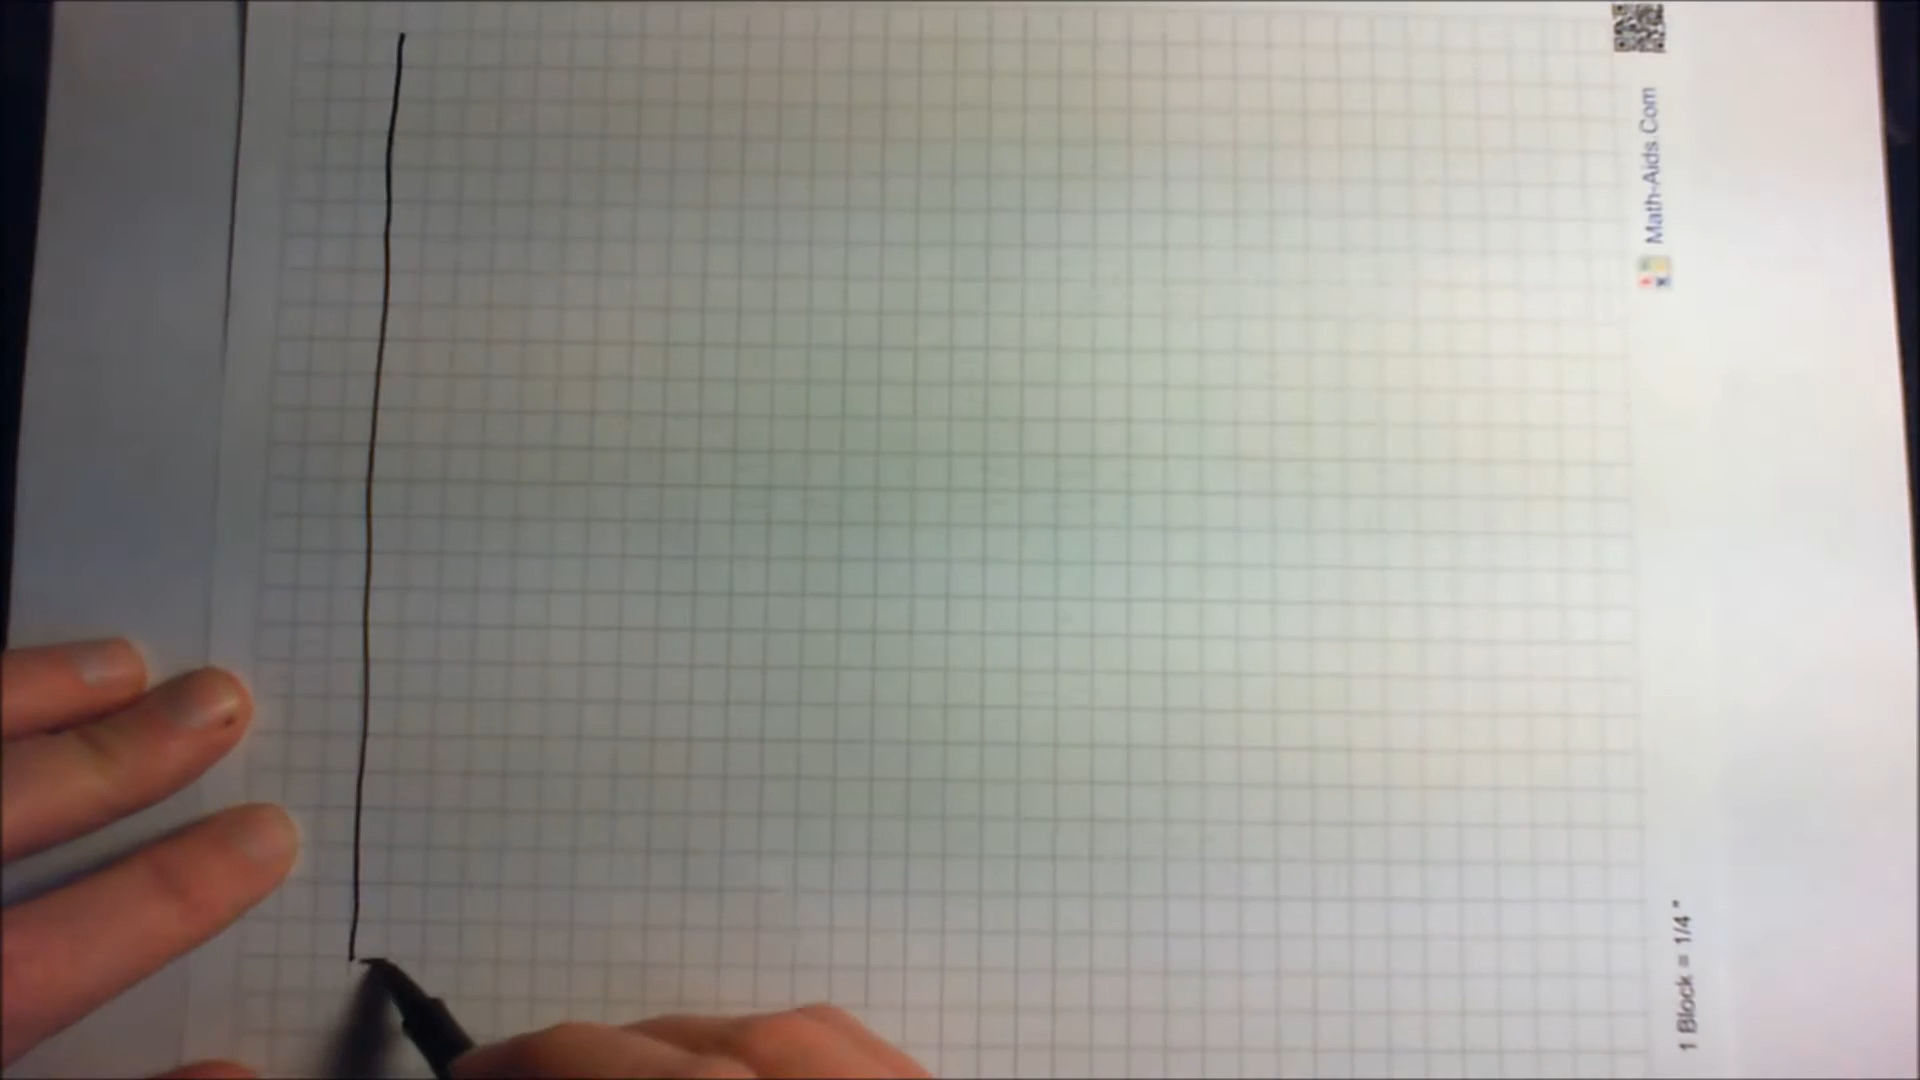 Math-Aids.Com
1 Block = 1/4 "